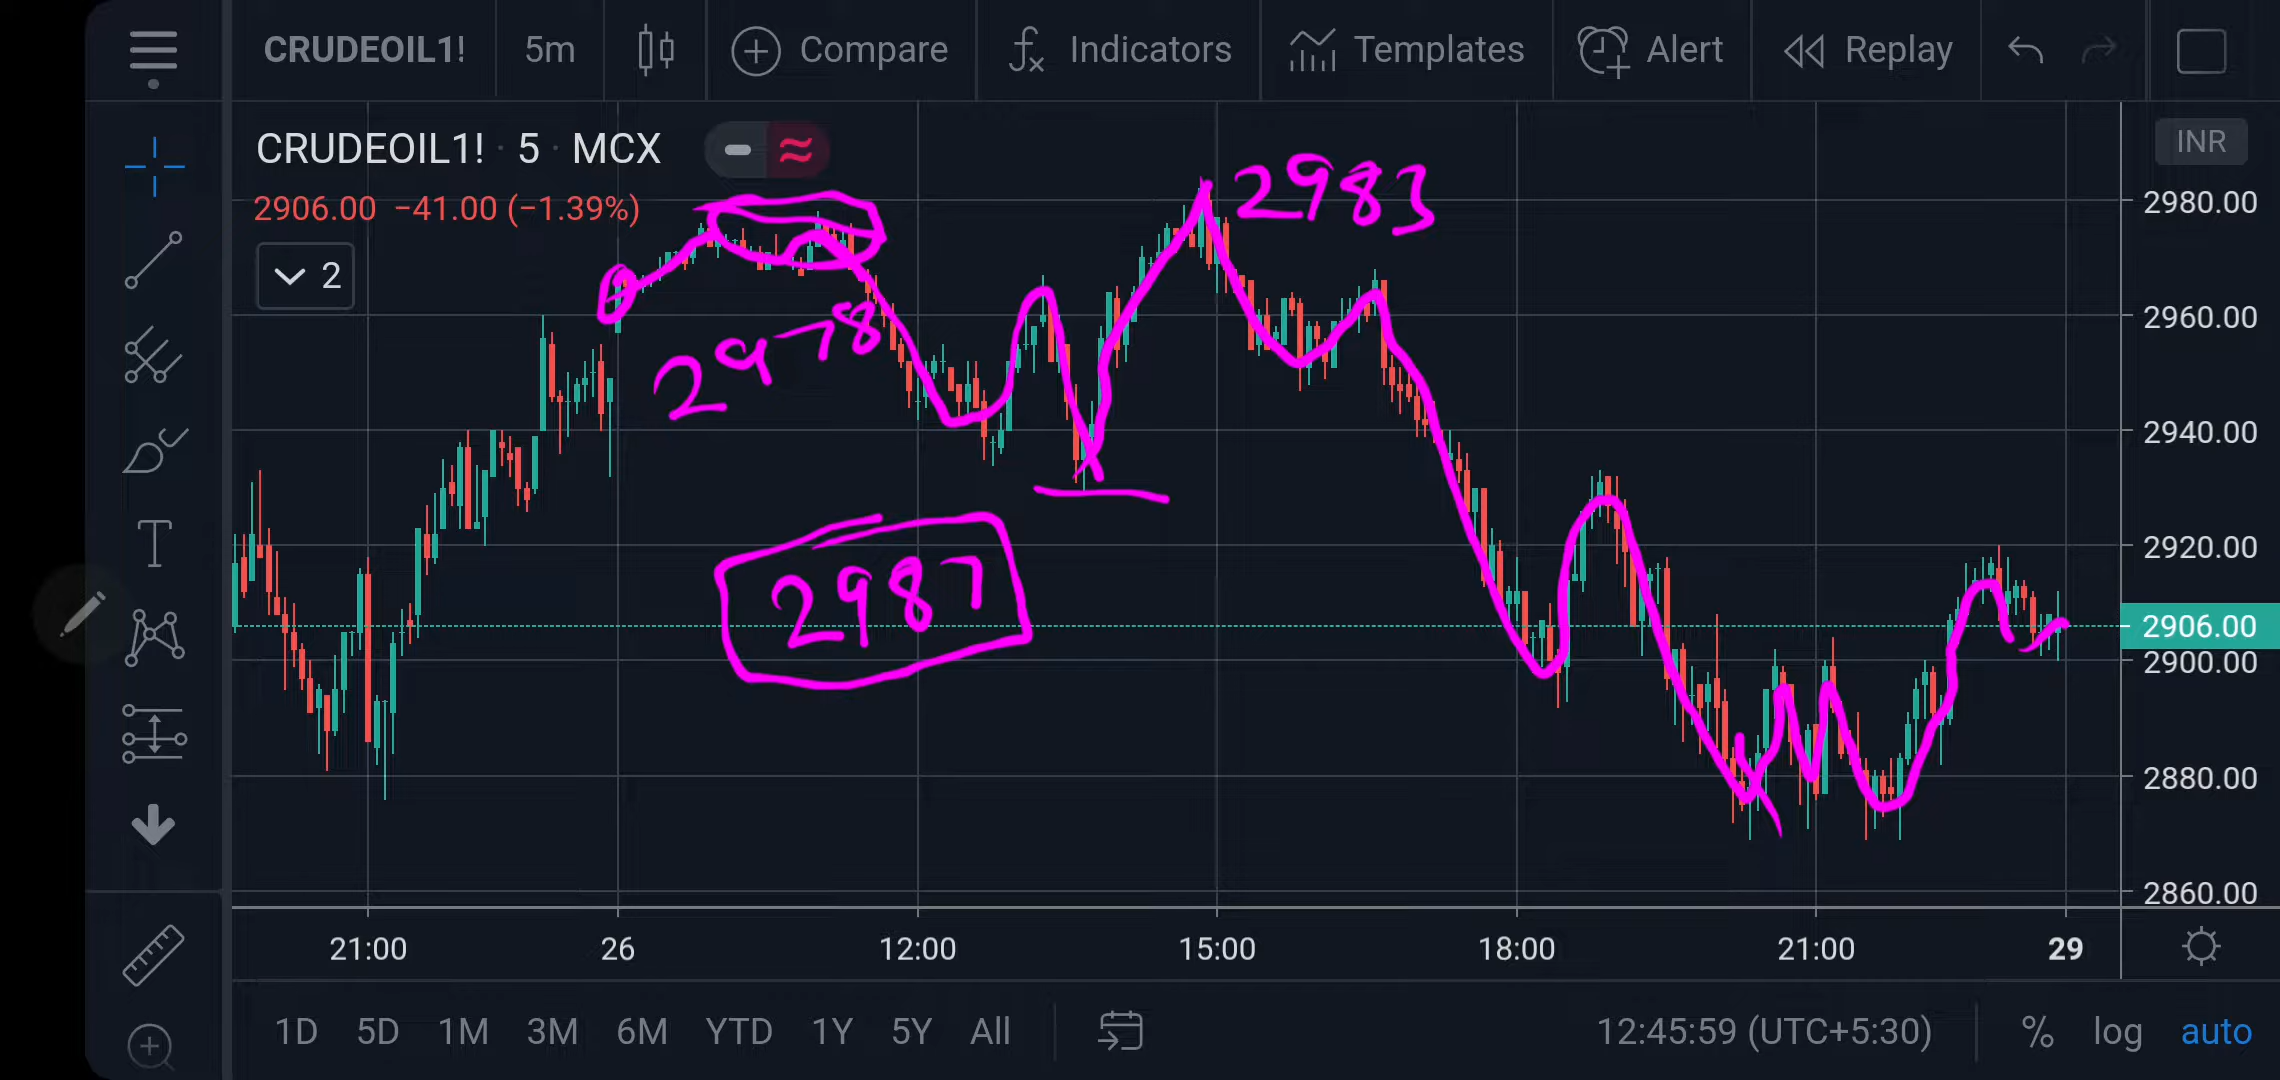 CRUDEOIL1! 5m Compare Indicators Templates Alert Replay
CRUDEOIL1! · 5 · MCX
INR
2906.00 −41.00 (−1.39%)
2
2983
2978
2987
2980.00
2960.00
2940.00
2920.00
2906.00
2900.00
2880.00
2860.00
21:00 26 12:00 15:00 18:00 21:00 29
1D 5D 1M 3M 6M YTD 1Y 5Y All 12:45:59 (UTC+5:30) % log auto